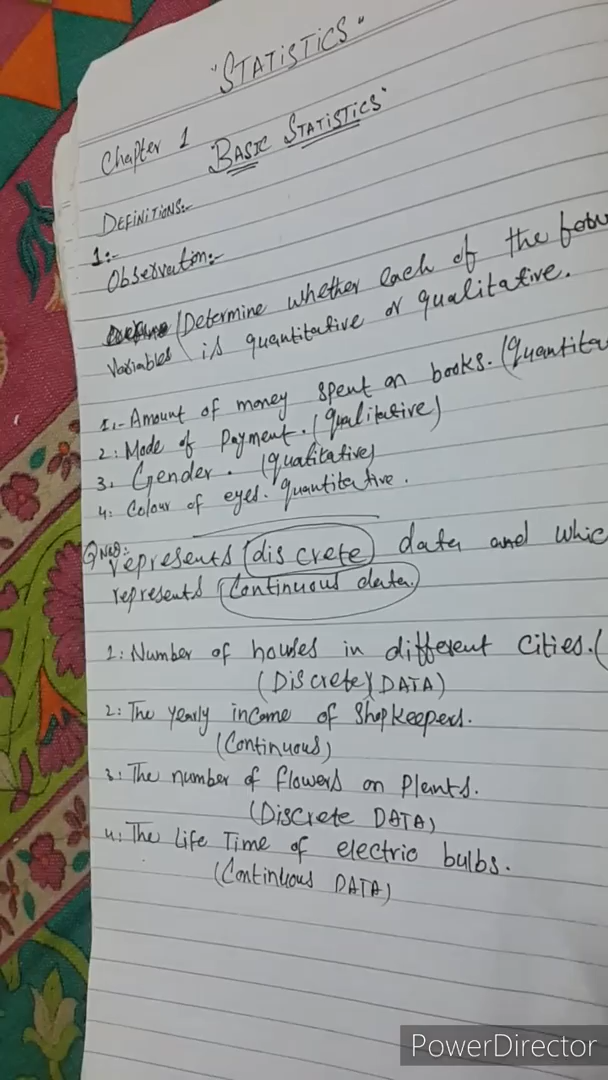 "STATISTICS"
Chapter 1
BASIC STATISTICS"
DEFINITIONS:-
1:-
Observation:-
(Determine whether each of the
Variables is quantitative or qualitative.
1:- Amount of money spent on books. (Quantita
2: Mode of Payment. (qualitative)
3. Gender. (qualitative)
4: Colour of eyes. quantitative.
represents (discrete) data and whic
represents (Continuous data.)
1: Number of houses in different Cities.(
(Discrete)(DATA)
2: The yearly income of Shopkeepers.
(Continuous)
3: The number of flowers on Plants.
(Discrete DATA)
4: The Life Time of electric bulbs.
(Continuous DATA)
PowerDirector